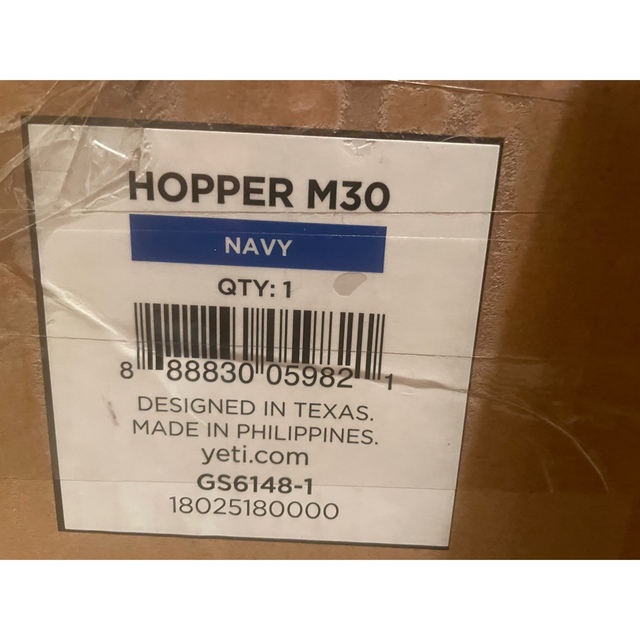 HOPPER M30
NAVY
QTY: 1
8 88830 05982 1
DESIGNED IN TEXAS.
MADE IN PHILIPPINES.
yeti.com
GS6148-1
18025180000